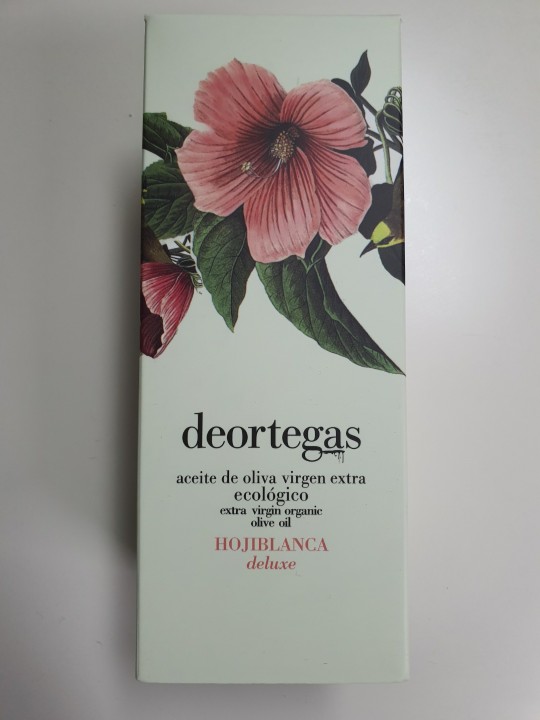 deortegas
aceite de oliva virgen extra
ecológico
extra virgin organic
olive oil
HOJIBLANCA
deluxe